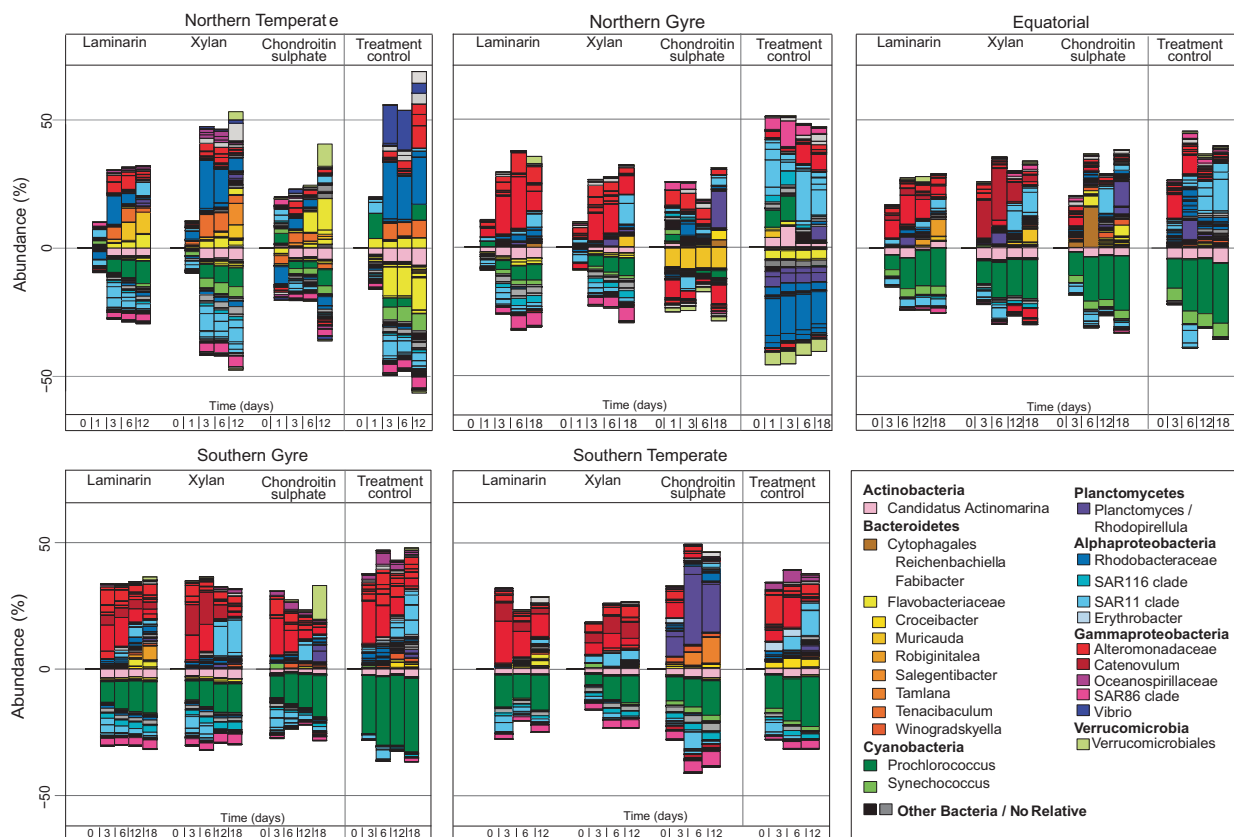 Northern Temperate
Northern Gyre
Equatorial
Laminarin Xylan Chondroitin sulphate Treatment control
Laminarin Xylan Chondroitin sulphate Treatment control
Laminarin Xylan Chondroitin sulphate Treatment control
Abundance (%)
50
0
−50
Time (days)
0 1 3 6 12 0 1 3 6 12 0 1 3 6 12 0 1 3 6 12
Time (days)
0 1 3 6 18 0 1 3 6 18 0 1 3 6 18 0 1 3 6 18
Time (days)
0 3 6 12 18 0 3 6 12 18 0 3 6 12 18 0 3 6 12 18
Southern Gyre
Southern Temperate
Laminarin Xylan Chondroitin sulphate Treatment control
Laminarin Xylan Chondroitin sulphate Treatment control
Abundance (%)
50
0
−50
Time (days)
0 3 6 12 18 0 3 6 12 18 0 3 6 12 18 0 3 6 12 18
Time (days)
0 3 6 12 0 3 6 12 0 3 6 12 0 3 6 12
Actinobacteria
Candidatus Actinomarina
Bacteroidetes
Cytophagales
Reichenbachiella
Fabibacter
Flavobacteriaceae
Croceibacter
Muricauda
Robiginitalea
Salegentibacter
Tamlana
Tenacibaculum
Winogradskyella
Cyanobacteria
Prochlorococcus
Synechococcus
Planctomycetes
Planctomyces /
Rhodopirellula
Alphaproteobacteria
Rhodobacteraceae
SAR116 clade
SAR11 clade
Erythrobacter
Gammaproteobacteria
Alteromonadaceae
Catenovulum
Oceanospirillaceae
SAR86 clade
Vibrio
Verrucomicrobia
Verrucomicrobiales
Other Bacteria / No Relative